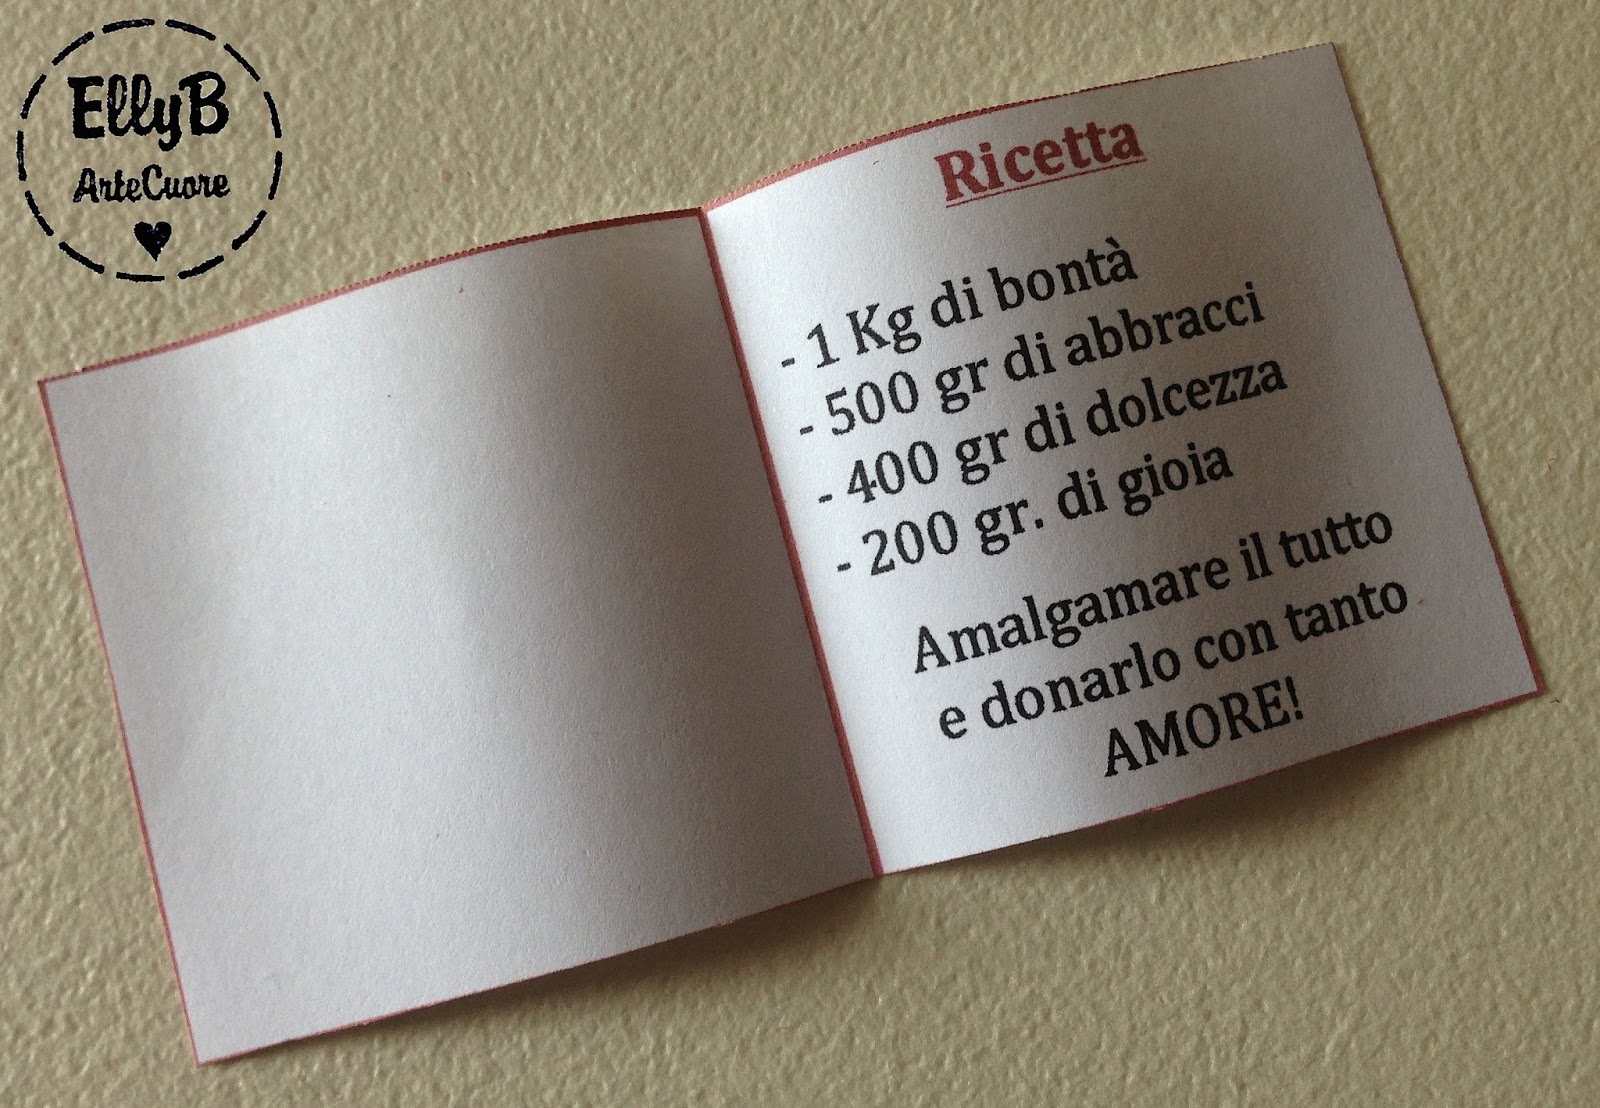 EllyB
ArteCuore
Ricetta
- 1 Kg di bontà
- 500 gr di abbracci
- 400 gr di dolcezza
- 200 gr. di gioia
Amalgamare il tutto
e donarlo con tanto
AMORE!